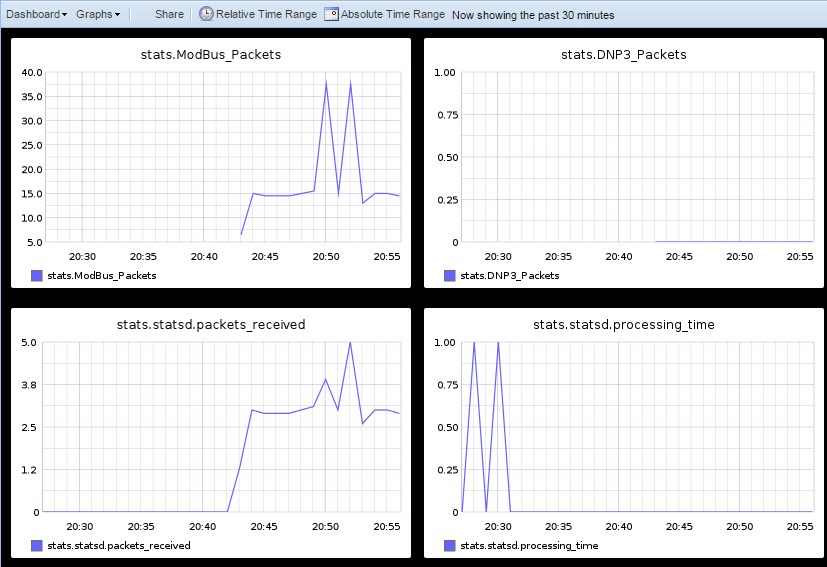 Dashboard Graphs Share Relative Time Range Absolute Time Range Now showing the past 30 minutes
stats.ModBus_Packets
40.0
35.0
30.0
25.0
20.0
15.0
10.0
5.0
20:30 20:35 20:40 20:45 20:50 20:55
stats.ModBus_Packets
stats.DNP3_Packets
1.00
0.75
0.50
0.25
0
20:30 20:35 20:40 20:45 20:50 20:55
stats.DNP3_Packets
stats.statsd.packets_received
5.0
3.8
2.5
1.2
0
20:30 20:35 20:40 20:45 20:50 20:55
stats.statsd.packets_received
stats.statsd.processing_time
1.00
0.75
0.50
0.25
0
20:30 20:35 20:40 20:45 20:50 20:55
stats.statsd.processing_time